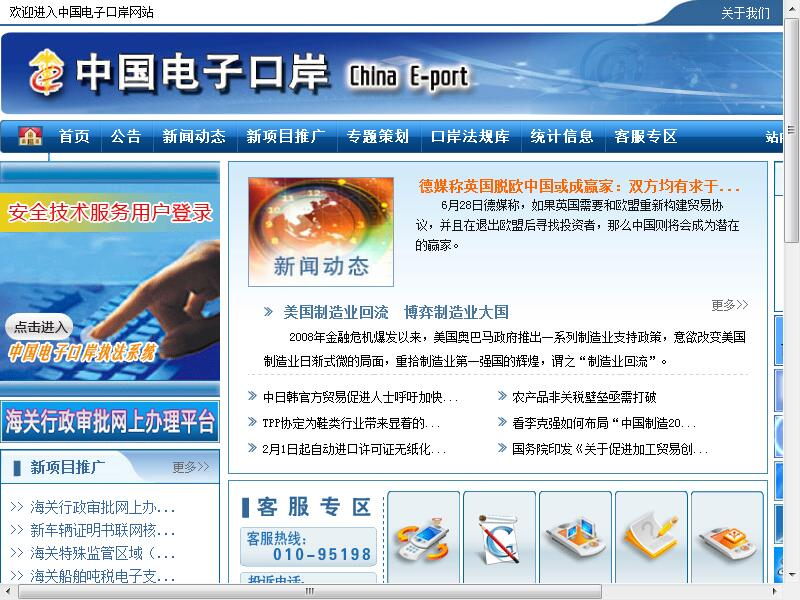 欢迎进入中国电子口岸网站
关于我们
中国电子口岸 China E-port
首页 公告 新闻动态 新项目推广 专题策划 口岸法规库 统计信息 客服专区
安全技术服务用户登录
点击进入
中国电子口岸执法系统
新闻动态
德媒称英国脱欧中国或成赢家：双方均有求于...
6月28日德媒称，如果英国需要和欧盟重新构建贸易协
议，并且在退出欧盟后寻找投资者，那么中国则将会成为潜在
的赢家。
更多>>
美国制造业回流 博弈制造业大国
2008年金融危机爆发以来，美国奥巴马政府推出一系列制造业支持政策，意欲改变美国
制造业日渐式微的局面，重拾制造业第一强国的辉煌，谓之“制造业回流”。
中日韩官方贸易促进人士呼吁加快...
农产品非关税壁垒亟需打破
TPP协定为鞋类行业带来显着的...
看李克强如何布局“中国制造20...
2月1日起自动进口许可证无纸化...
国务院印发《关于促进加工贸易创...
海关行政审批网上办理平台
新项目推广
更多>>
>> 海关行政审批网上办...
>> 新车辆证明书联网核...
>> 海关特殊监管区域（...
>> 海关船舶吨税电子支...
客服专区
客服热线：
010-95198
投诉电话：